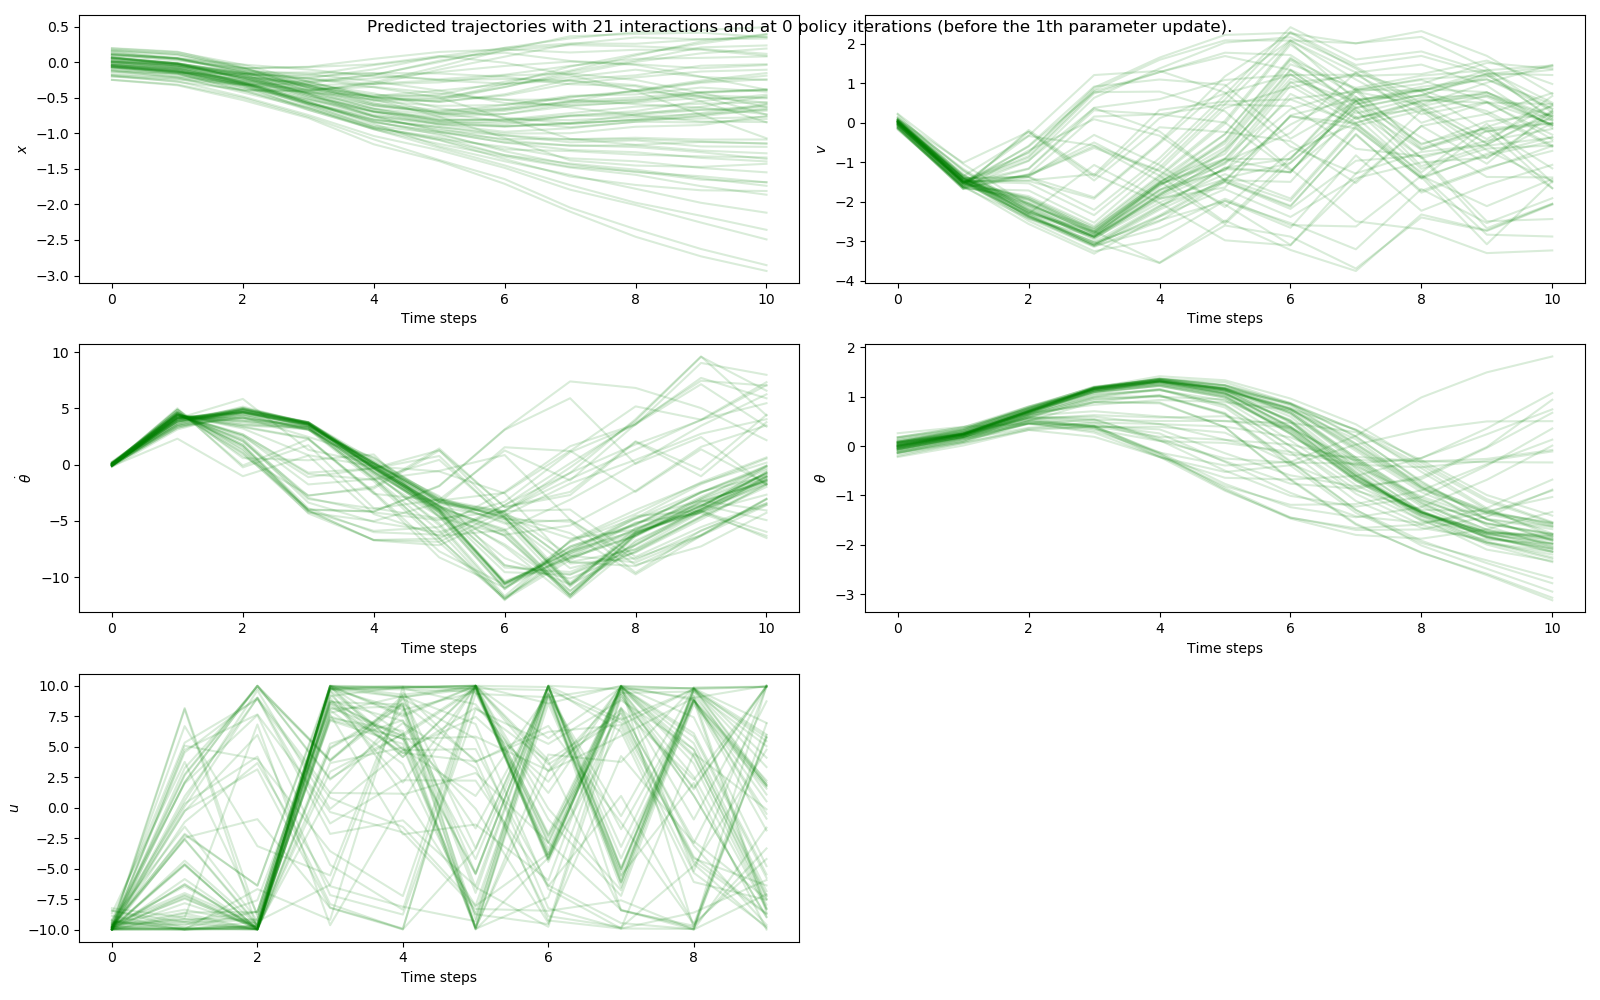 Predicted trajectories with 21 interactions and at 0 policy iterations (before the 1th parameter update).
0.5
0.0
−0.5
−1.0
−1.5
−2.0
−2.5
−3.0
x
0 2 4 6 8 10
Time steps
2
1
0
−1
−2
−3
−4
v
0 2 4 6 8 10
Time steps
10
5
0
−5
−10
θ̇
0 2 4 6 8 10
Time steps
2
1
0
−1
−2
−3
θ
0 2 4 6 8 10
Time steps
10.0
7.5
5.0
2.5
0.0
−2.5
−5.0
−7.5
−10.0
u
0 2 4 6 8
Time steps